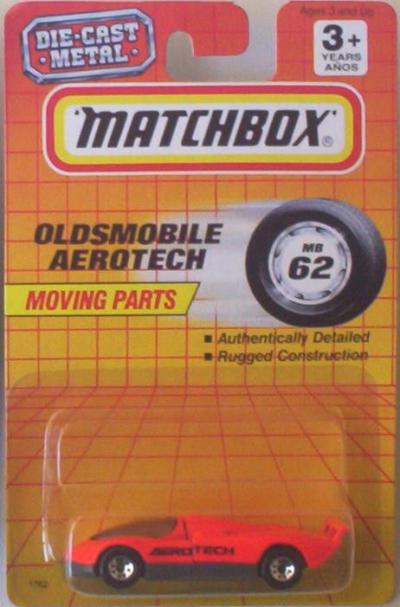 Ages 3 and Up
DIE-CAST
METAL
3+
YEARS
AÑOS
MATCHBOX®
OLDSMOBILE
AEROTECH
MB
62
MOVING PARTS
■ Authentically Detailed
■ Rugged Construction
AEROTECH